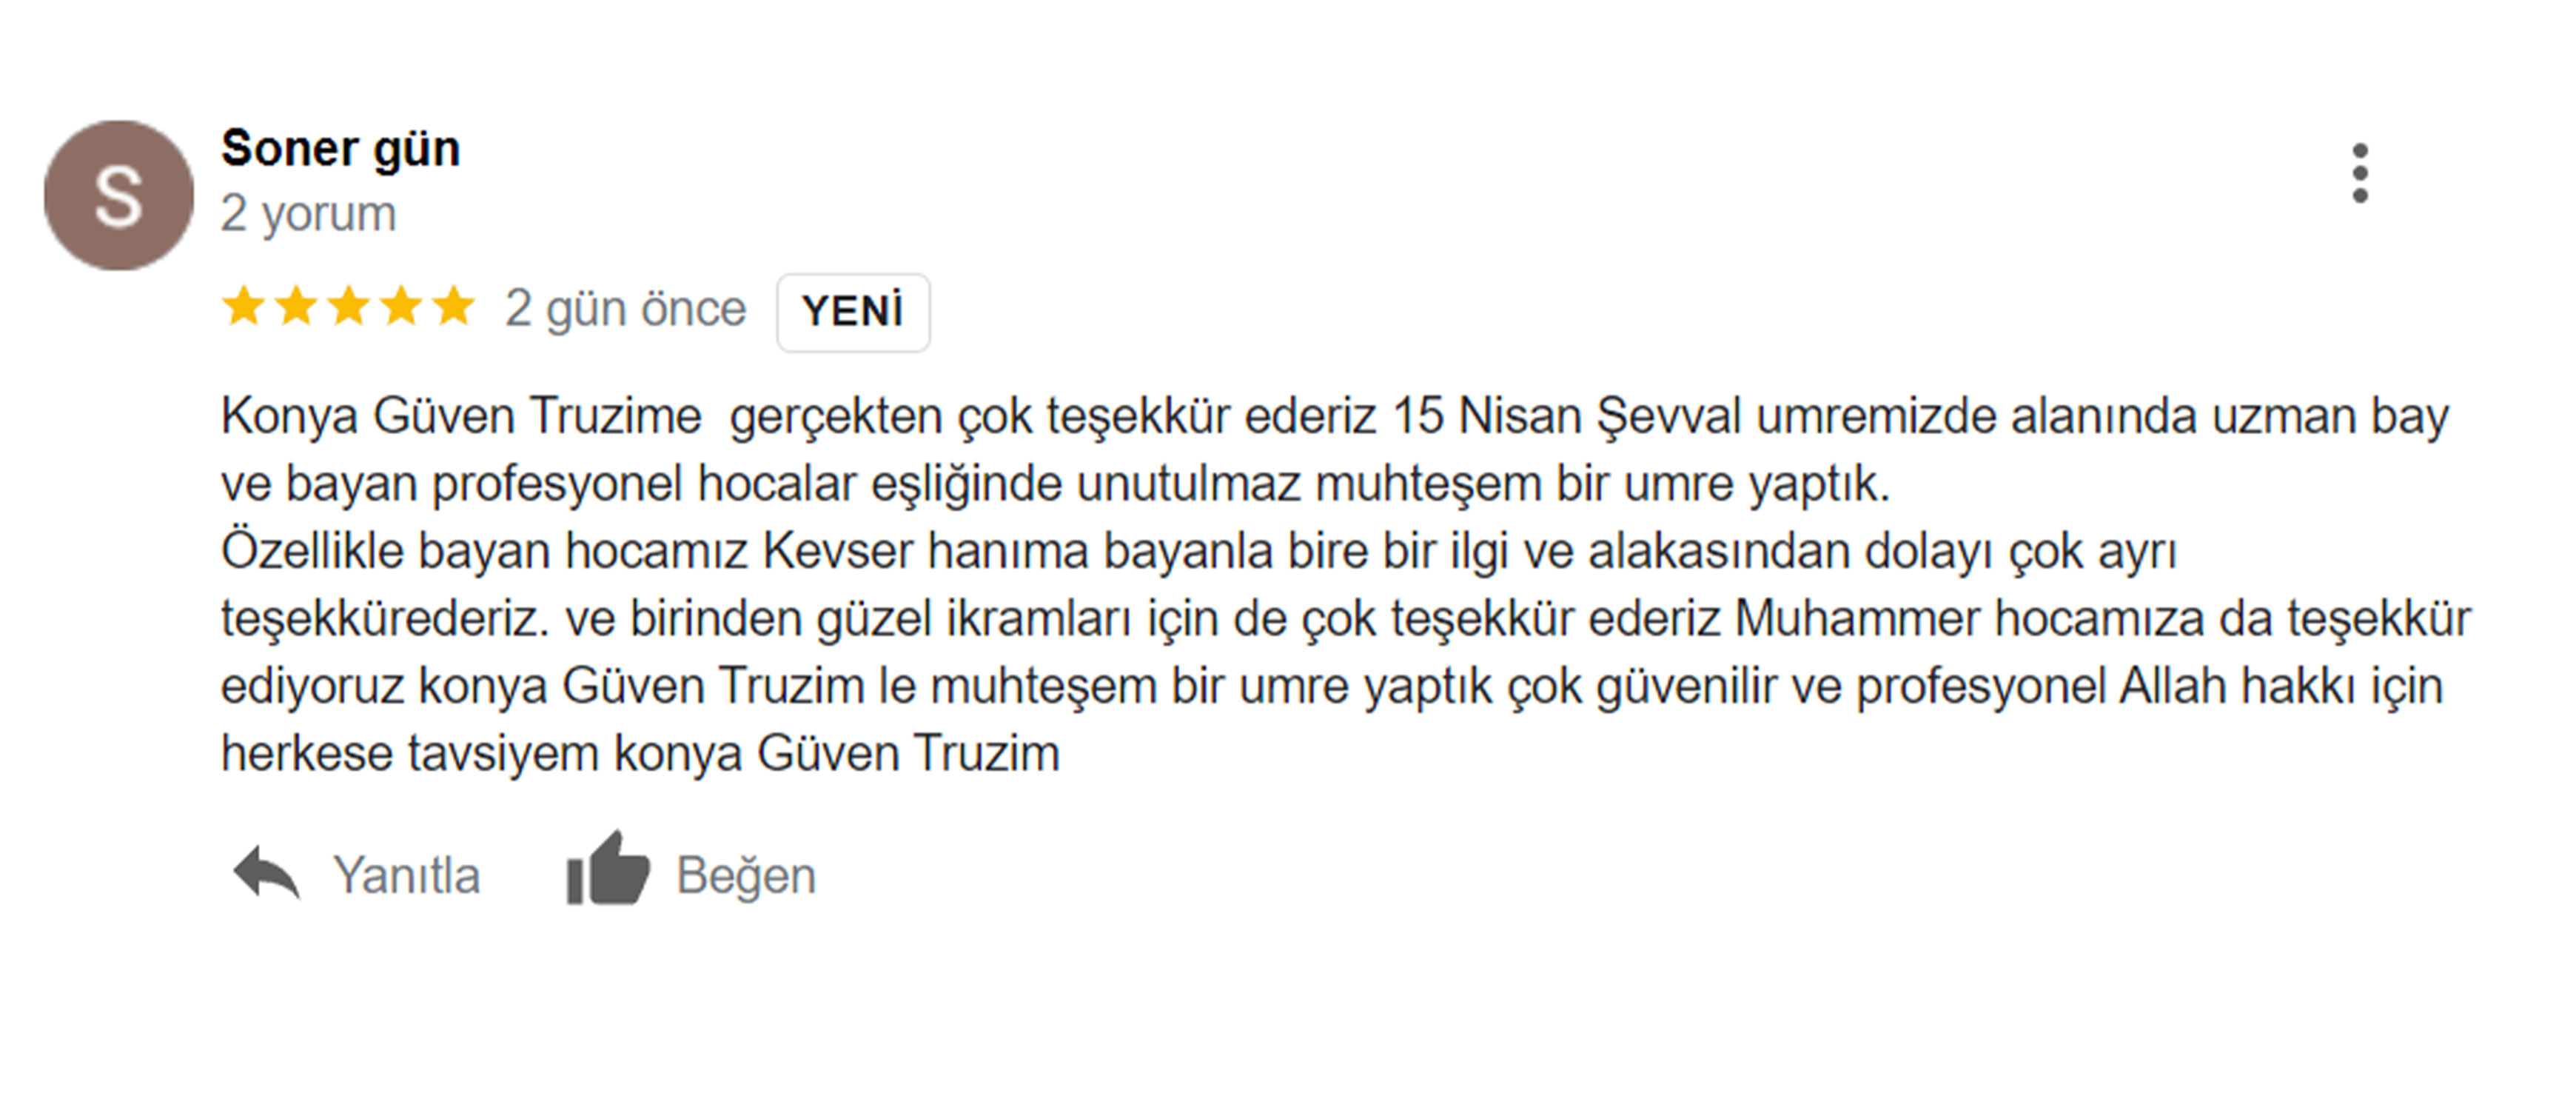 S
Soner gün
2 yorum
2 gün önce YENİ
Konya Güven Truzime  gerçekten çok teşekkür ederiz 15 Nisan Şevval umremizde alanında uzman bay
ve bayan profesyonel hocalar eşliğinde unutulmaz muhteşem bir umre yaptık.
Özellikle bayan hocamız Kevser hanıma bayanla bire bir ilgi ve alakasından dolayı çok ayrı
teşekkürederiz. ve birinden güzel ikramları için de çok teşekkür ederiz Muhammer hocamıza da teşekkür
ediyoruz konya Güven Truzim le muhteşem bir umre yaptık çok güvenilir ve profesyonel Allah hakkı için
herkese tavsiyem konya Güven Truzim
Yanıtla Beğen